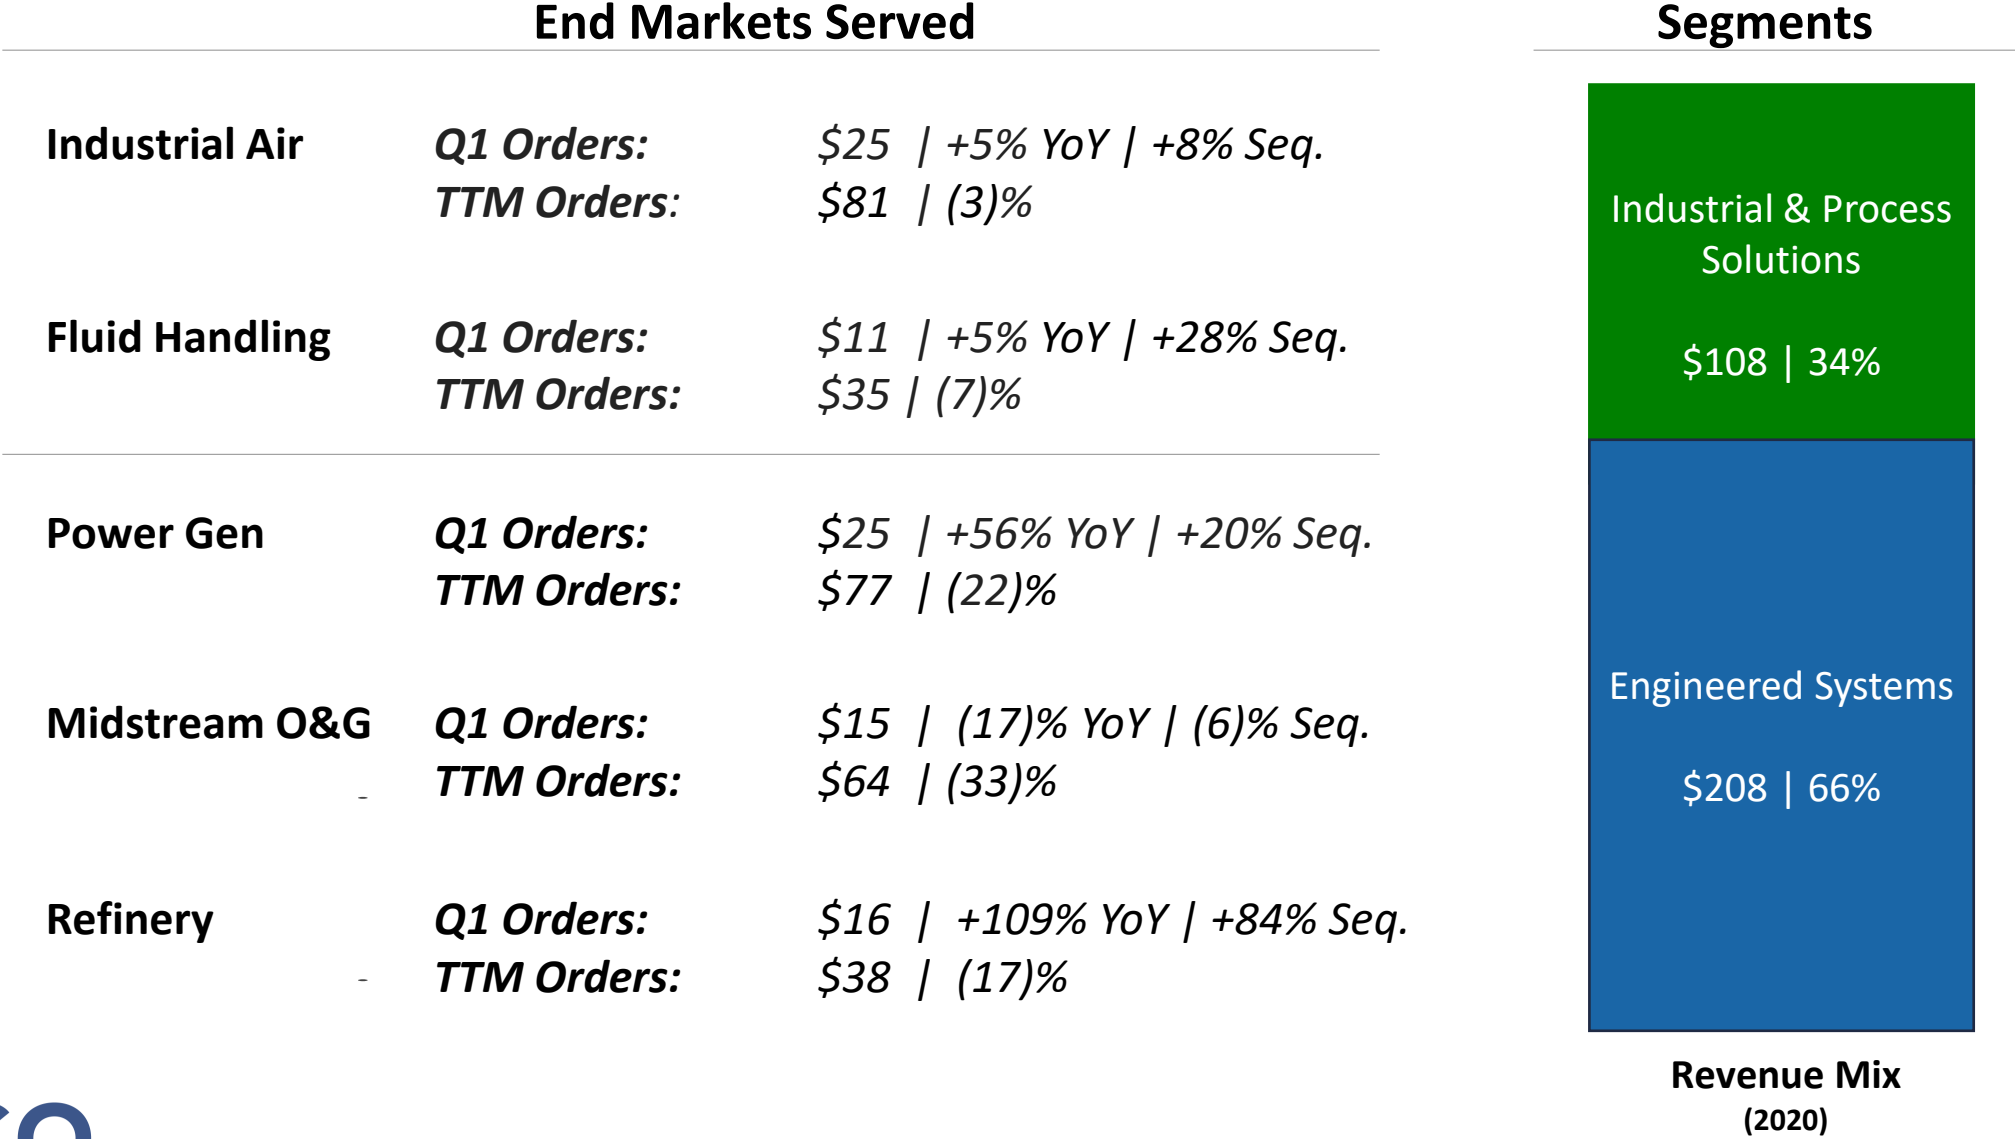 End Markets Served
Segments
Industrial Air Q1 Orders: $25 | +5% YoY | +8% Seq.
TTM Orders: $81 | (3)%
Fluid Handling Q1 Orders: $11 | +5% YoY | +28% Seq.
TTM Orders: $35 | (7)%
Power Gen Q1 Orders: $25 | +56% YoY | +20% Seq.
TTM Orders: $77 | (22)%
Midstream O&G Q1 Orders: $15 | (17)% YoY | (6)% Seq.
TTM Orders: $64 | (33)%
Refinery Q1 Orders: $16 | +109% YoY | +84% Seq.
TTM Orders: $38 | (17)%
Industrial & Process
Solutions
$108 | 34%
Engineered Systems
$208 | 66%
Revenue Mix
(2020)